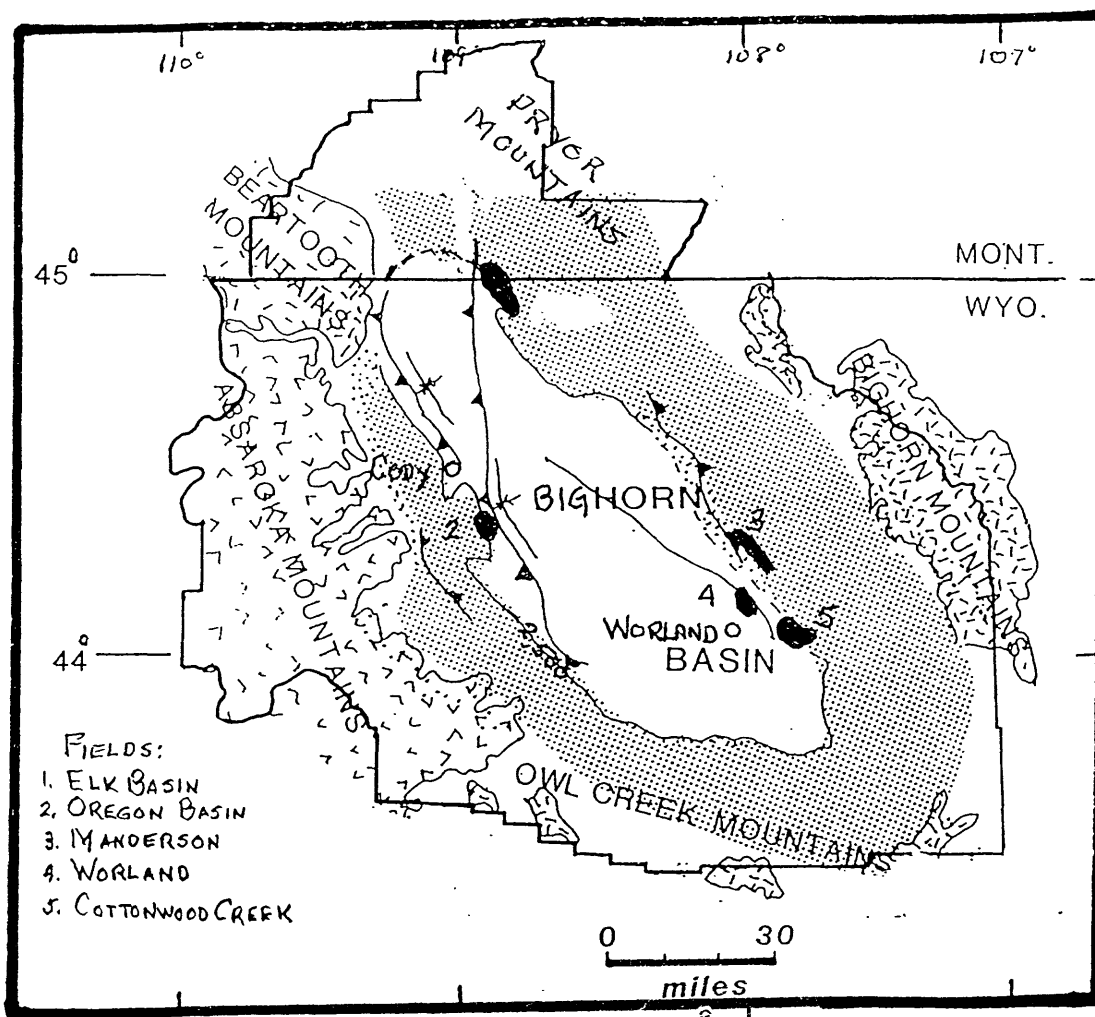 110°
109°
108°
107°
PRYOR
MOUNTAINS
BEARTOOTH
MOUNTAINS
45°
MONT.
WYO.
ABSAROKA MOUNTAINS
BIGHORN MOUNTAINS
CODY
BIGHORN
2
3
4
5
WORLAND
BASIN
44°
FIELDS:
1. ELK BASIN
2. OREGON BASIN
3. MANDERSON
4. WORLAND
5. COTTONWOOD CREEK
OWL CREEK MOUNTAINS
0 30
miles